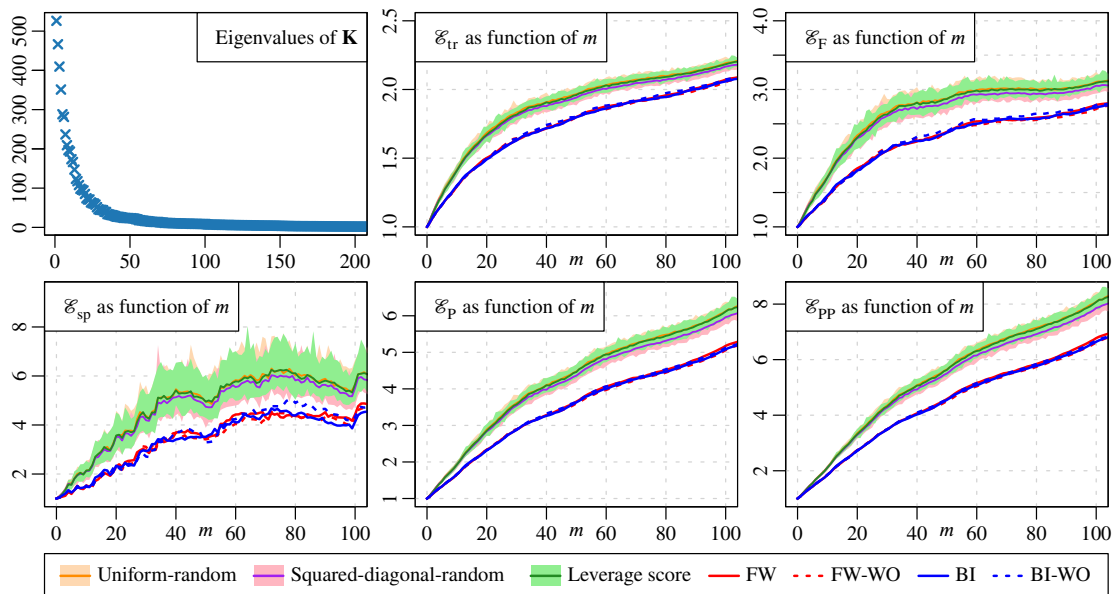 Eigenvalues of K
0 100 200 300 400 500
0 50 100 150 200
ℰtr as function of m
1.0 1.5 2.0 2.5
0 20 40 m 60 80 100
ℰF as function of m
1.0 2.0 3.0 4.0
0 20 40 m 60 80 100
ℰsp as function of m
2 4 6 8
0 20 40 m 60 80 100
ℰP as function of m
1 2 3 4 5 6
0 20 40 m 60 80 100
ℰPP as function of m
2 4 6 8
0 20 40 m 60 80 100
Uniform-random Squared-diagonal-random Leverage score FW FW-WO BI BI-WO